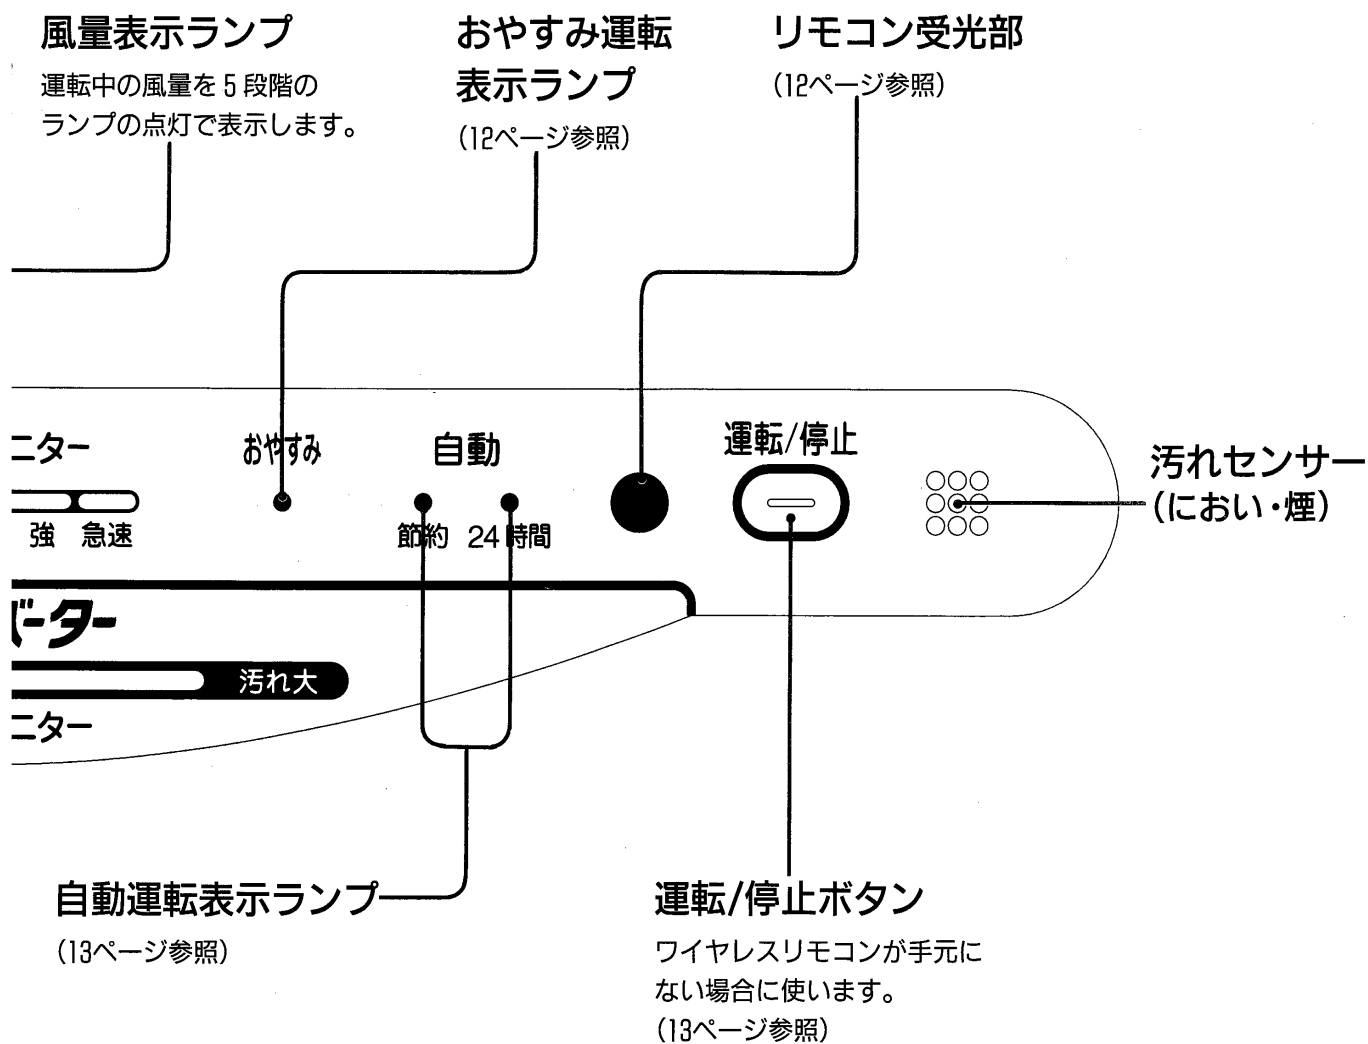 風量表示ランプ
運転中の風量を5段階の
ランプの点灯で表示します。
おやすみ運転
表示ランプ
(12ページ参照)
リモコン受光部
(12ページ参照)
ニター
おやすみ
自動
運転/停止
強 急速
節約 24時間
汚れセンサー
(におい・煙)
バーター
汚れ大
ニター
自動運転表示ランプ
(13ページ参照)
運転/停止ボタン
ワイヤレスリモコンが手元に
ない場合に使います。
(13ページ参照)